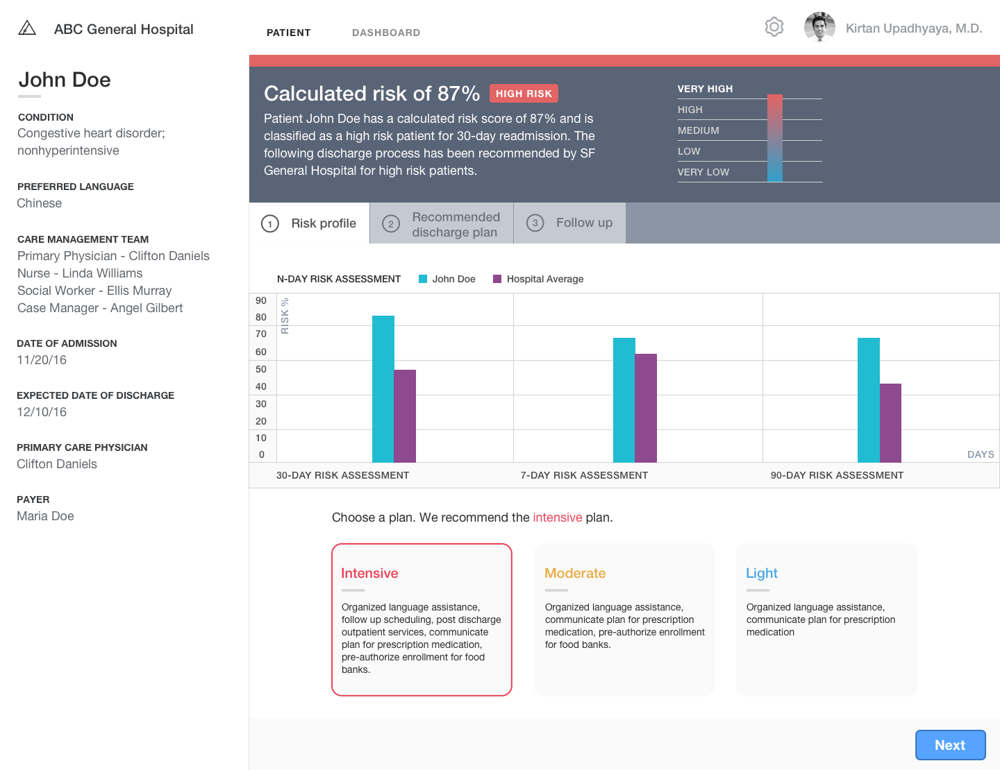 ABC General Hospital
PATIENT
DASHBOARD
Kirtan Upadhyaya, M.D.
John Doe
CONDITION
Congestive heart disorder;
nonhyperintensive
PREFERRED LANGUAGE
Chinese
CARE MANAGEMENT TEAM
Primary Physician - Clifton Daniels
Nurse - Linda Williams
Social Worker - Ellis Murray
Case Manager - Angel Gilbert
DATE OF ADMISSION
11/20/16
EXPECTED DATE OF DISCHARGE
12/10/16
PRIMARY CARE PHYSICIAN
Clifton Daniels
PAYER
Maria Doe
Calculated risk of 87%
HIGH RISK
Patient John Doe has a calculated risk score of 87% and is
classified as a high risk patient for 30-day readmission. The
following discharge process has been recommended by SF
General Hospital for high risk patients.
VERY HIGH
HIGH
MEDIUM
LOW
VERY LOW
1 Risk profile
2 Recommended
discharge plan
3 Follow up
N-DAY RISK ASSESSMENT
John Doe
Hospital Average
90
80
70
60
50
40
30
20
10
0
RISK %
DAYS
30-DAY RISK ASSESSMENT
7-DAY RISK ASSESSMENT
90-DAY RISK ASSESSMENT
Choose a plan. We recommend the intensive plan.
Intensive
Organized language assistance,
follow up scheduling, post discharge
outpatient services, communicate
plan for prescription medication,
pre-authorize enrollment for food
banks.
Moderate
Organized language assistance,
communicate plan for prescription
medication, pre-authorize enrollment
for food banks.
Light
Organized language assistance,
communicate plan for prescription
medication
Next